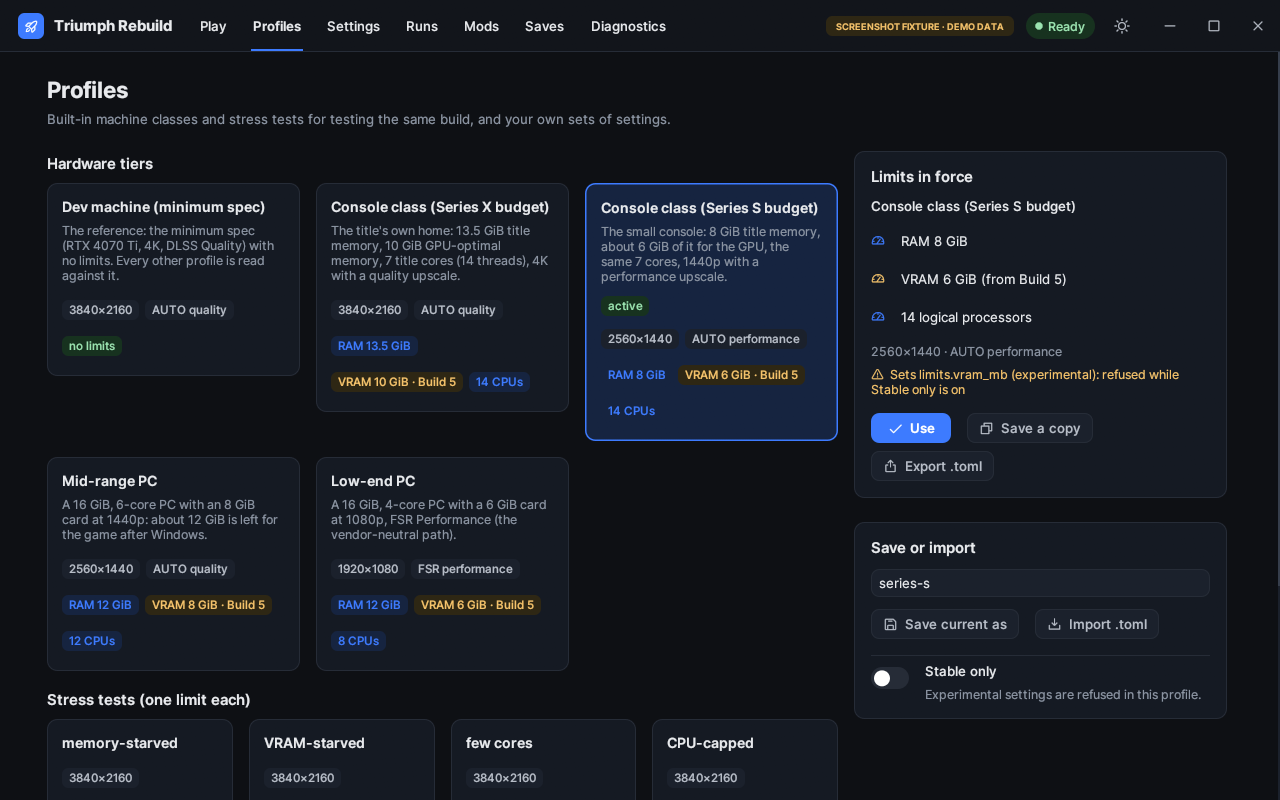 Triumph Rebuild
Play
Profiles
Settings
Runs
Mods
Saves
Diagnostics
SCREENSHOT FIXTURE · DEMO DATA
Ready
Profiles
Built-in machine classes and stress tests for testing the same build, and your own sets of settings.
Hardware tiers
Dev machine (minimum spec)
The reference: the minimum spec
(RTX 4070 Ti, 4K, DLSS Quality) with
no limits. Every other profile is read
against it.
3840×2160
AUTO quality
no limits
Console class (Series X budget)
The title's own home: 13.5 GiB title
memory, 10 GiB GPU-optimal
memory, 7 title cores (14 threads), 4K
with a quality upscale.
3840×2160
AUTO quality
RAM 13.5 GiB
VRAM 10 GiB · Build 5
14 CPUs
Console class (Series S budget)
The small console: 8 GiB title memory,
about 6 GiB of it for the GPU, the
same 7 cores, 1440p with a
performance upscale.
active
2560×1440
AUTO performance
RAM 8 GiB
VRAM 6 GiB · Build 5
14 CPUs
Mid-range PC
A 16 GiB, 6-core PC with an 8 GiB
card at 1440p: about 12 GiB is left for
the game after Windows.
2560×1440
AUTO quality
RAM 12 GiB
VRAM 8 GiB · Build 5
12 CPUs
Low-end PC
A 16 GiB, 4-core PC with a 6 GiB card
at 1080p, FSR Performance (the
vendor-neutral path).
1920×1080
FSR performance
RAM 12 GiB
VRAM 6 GiB · Build 5
8 CPUs
Stress tests (one limit each)
memory-starved
3840×2160
VRAM-starved
3840×2160
few cores
3840×2160
CPU-capped
3840×2160
Limits in force
Console class (Series S budget)
RAM 8 GiB
VRAM 6 GiB (from Build 5)
14 logical processors
2560×1440 · AUTO performance
Sets limits.vram_mb (experimental): refused while
Stable only is on
Use
Save a copy
Export .toml
Save or import
series-s
Save current as
Import .toml
Stable only
Experimental settings are refused in this profile.